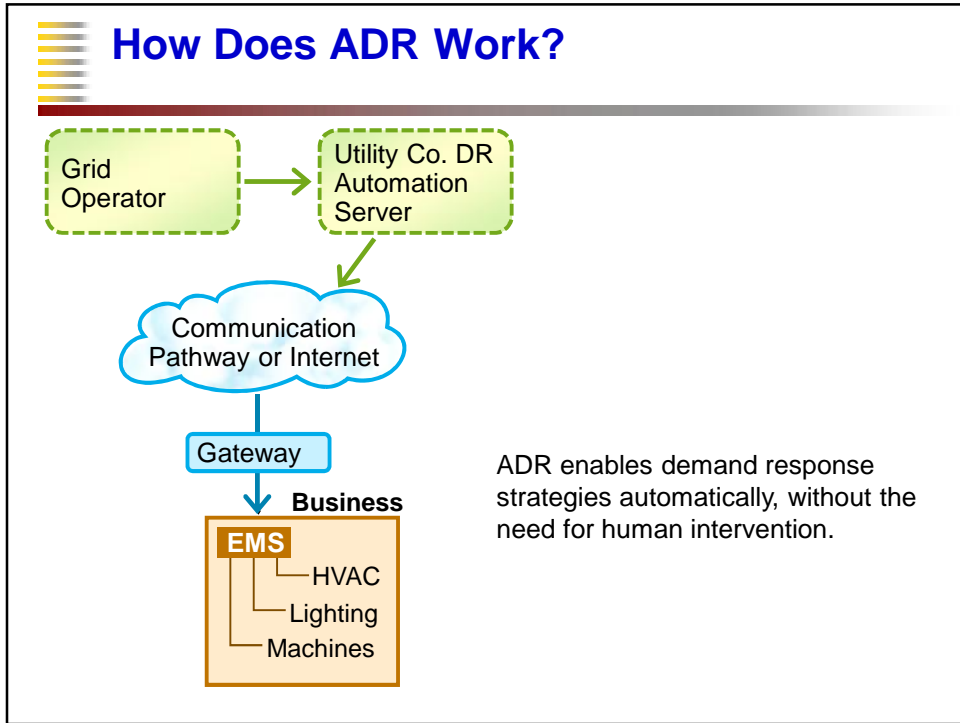 How Does ADR Work?
Grid
Operator
Utility Co. DR
Automation
Server
Communication
Pathway or Internet
Gateway
Business
EMS
HVAC
Lighting
Machines
ADR enables demand response
strategies automatically, without the
need for human intervention.